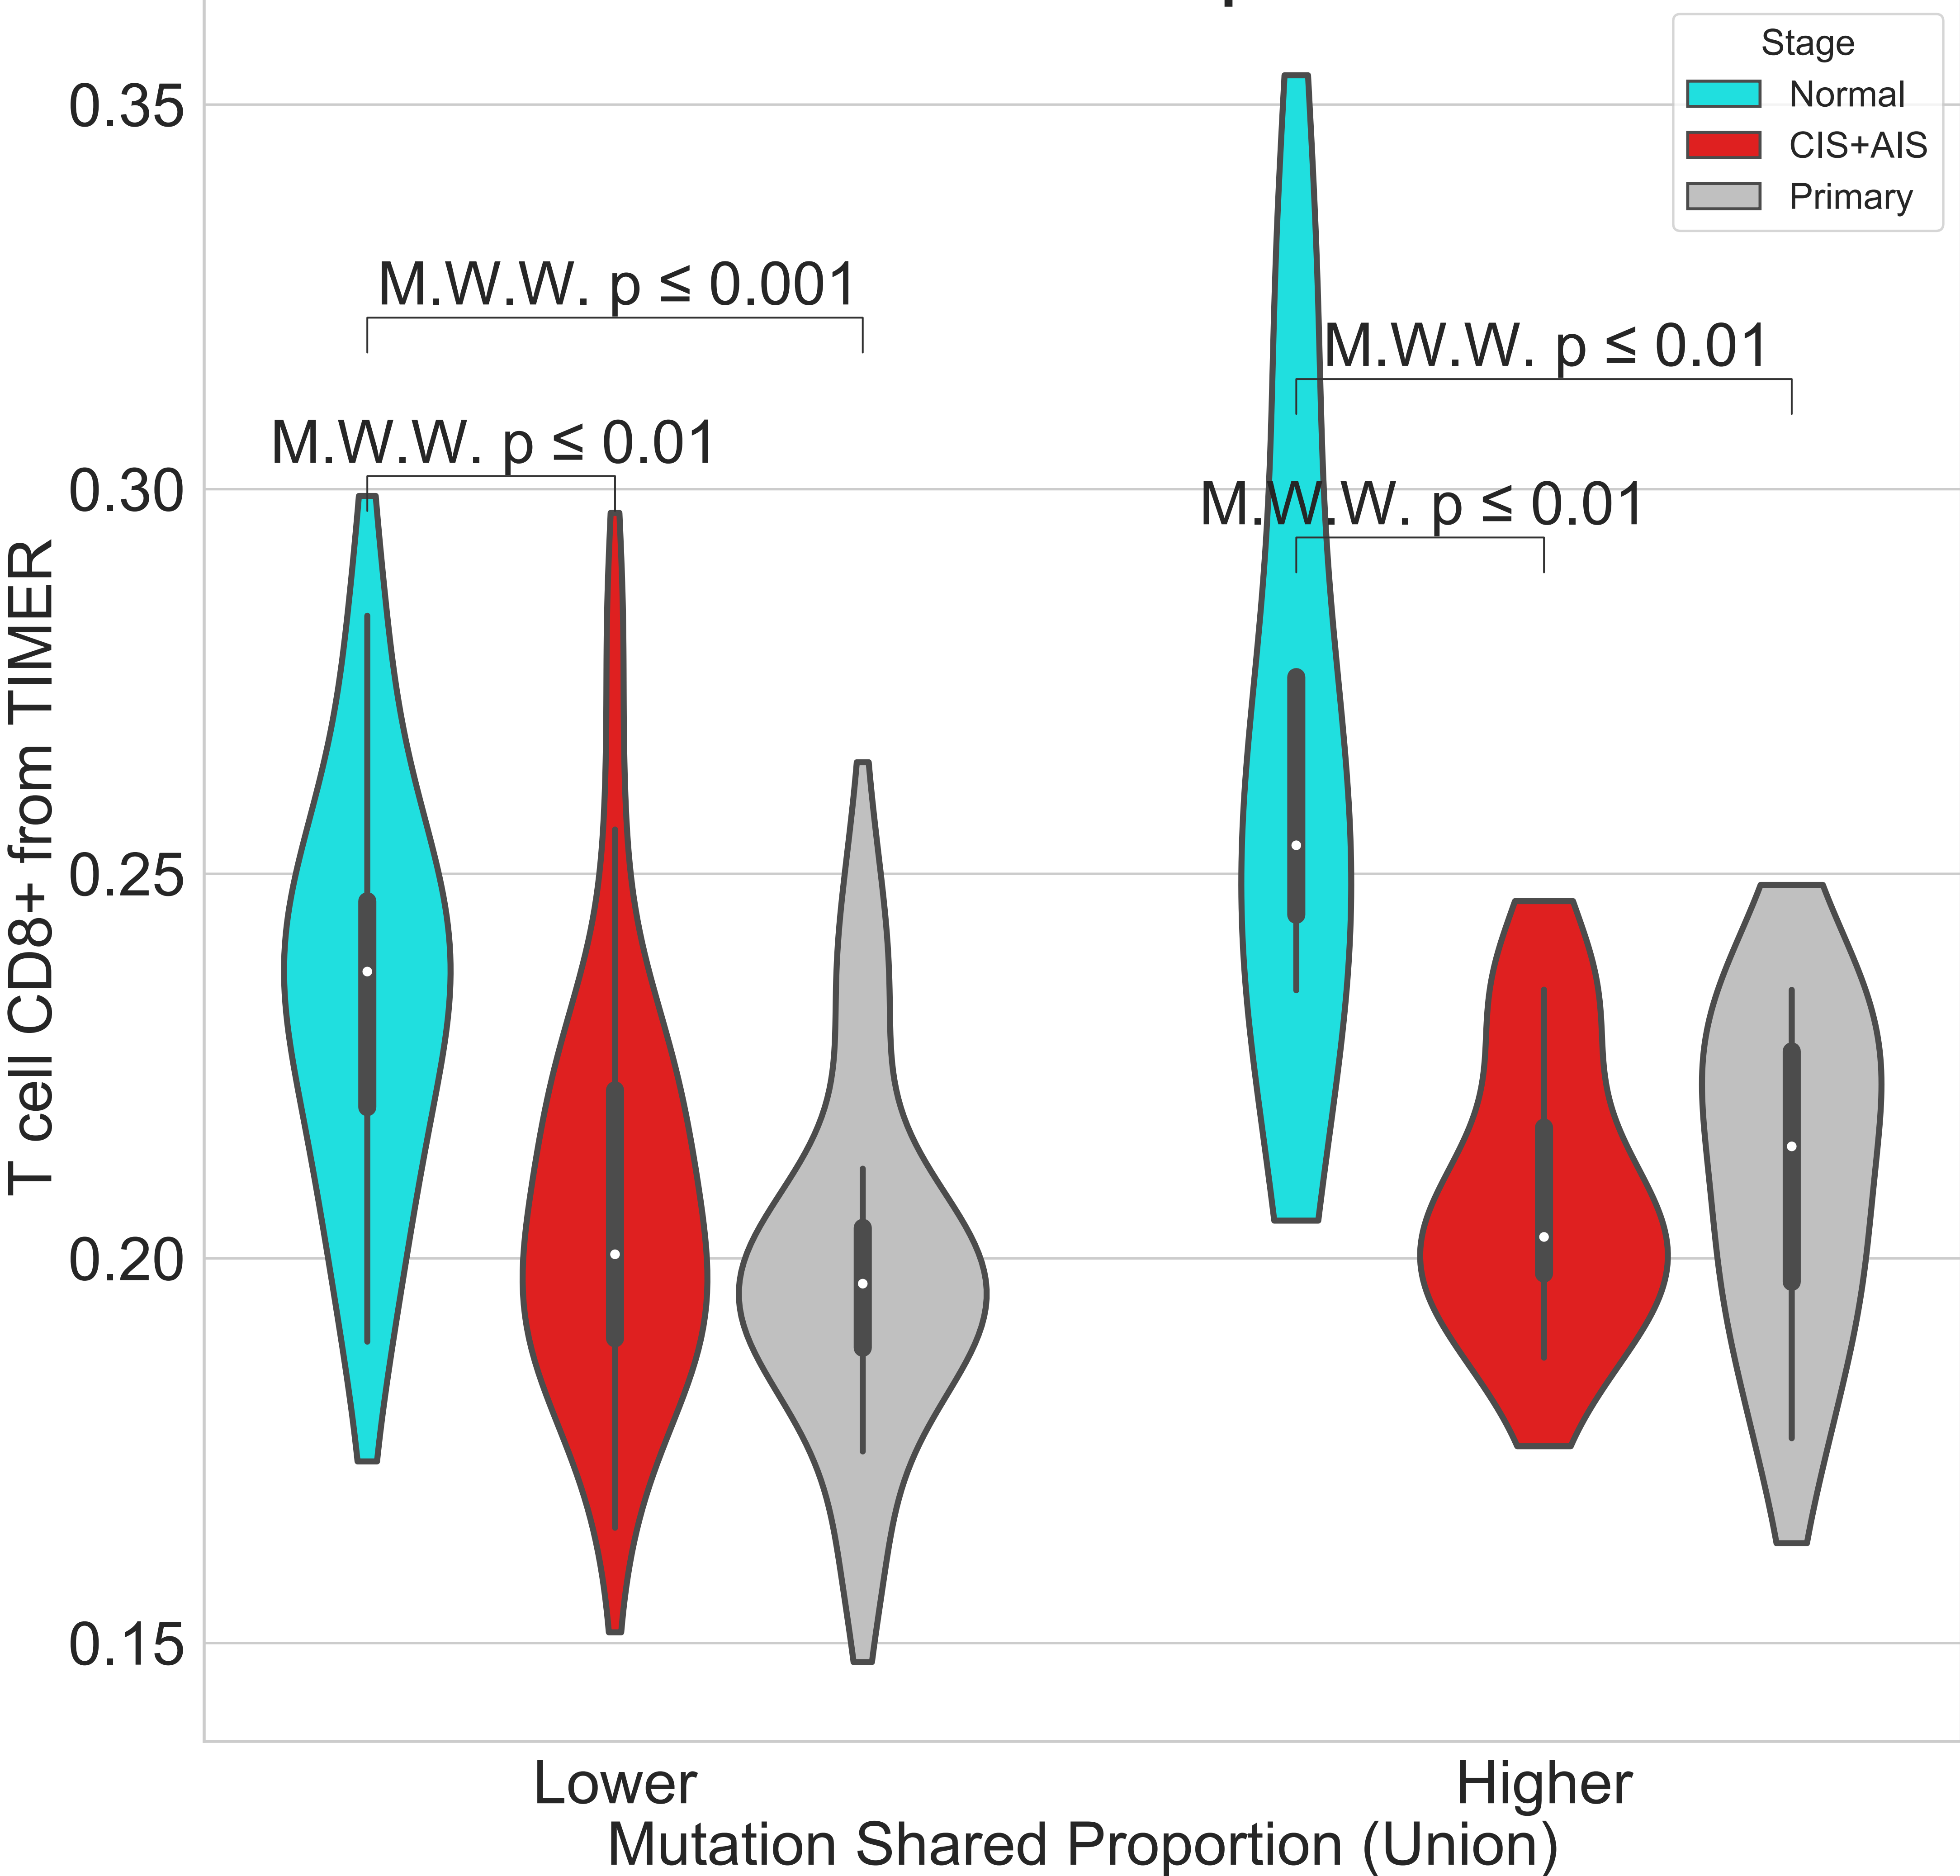 Stage
Normal
CIS+AIS
Primary
0.35
0.30
0.25
0.20
0.15
T cell CD8+ from TIMER
M.W.W. p ≤ 0.001
M.W.W. p ≤ 0.01
M.W.W. p ≤ 0.01
M.W.W. p ≤ 0.01
Lower
Higher
Mutation Shared Proportion (Union)